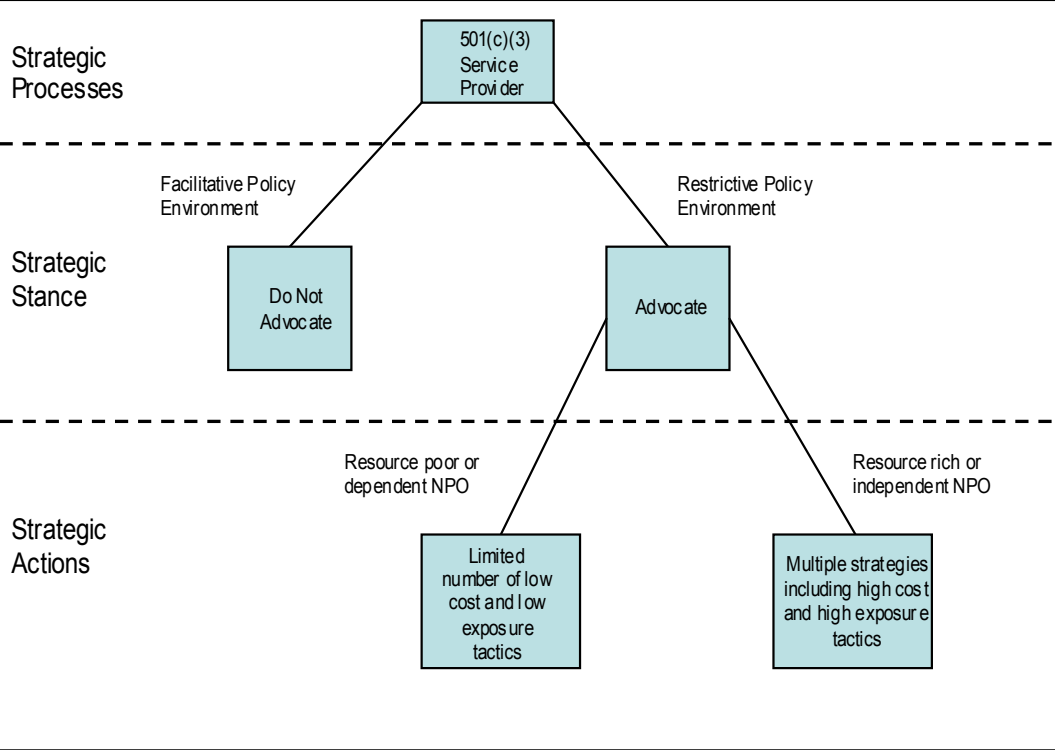 Strategic
Processes
501(c)(3)
Service
Provider
Facilitative Policy
Environment
Restrictive Policy
Environment
Strategic
Stance
Do Not
Advocate
Advocate
Resource poor or
dependent NPO
Resource rich or
independent NPO
Strategic
Actions
Limited
number of low
cost and low
exposure
tactics
Multiple strategies
including high cost
and high exposure
tactics